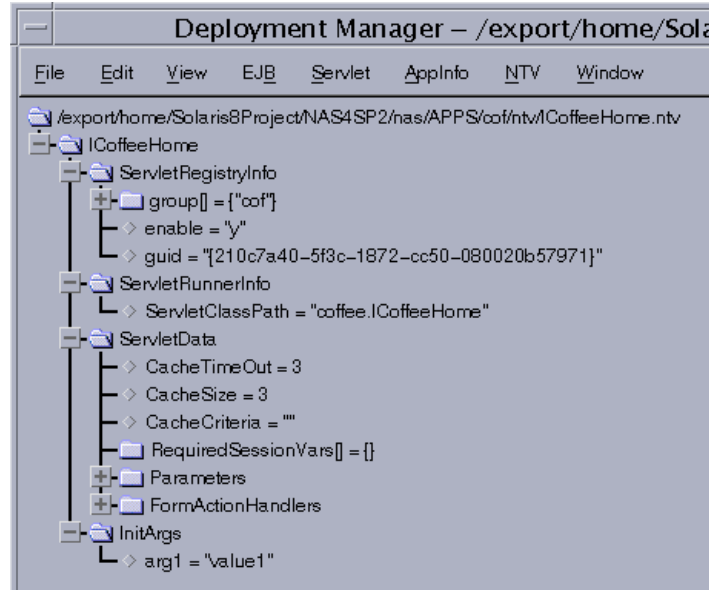 Deployment Manager – /export/home/Sola
File Edit View EJB Servlet AppInfo NTV Window
/export/home/Solaris8Project/NAS4SP2/nas/APPS/cof/ntv/ICoffeeHome.ntv
ICoffeeHome
ServletRegistryInfo
group[] = {"cof"}
enable = "y"
guid = "{210c7a40–5f3c–1872–cc50–080020b57971}"
ServletRunnerInfo
ServletClassPath = "coffee.ICoffeeHome"
ServletData
CacheTimeOut = 3
CacheSize = 3
CacheCriteria = ""
RequiredSessionVars[] = {}
Parameters
FormActionHandlers
InitArgs
arg1 = "value1"